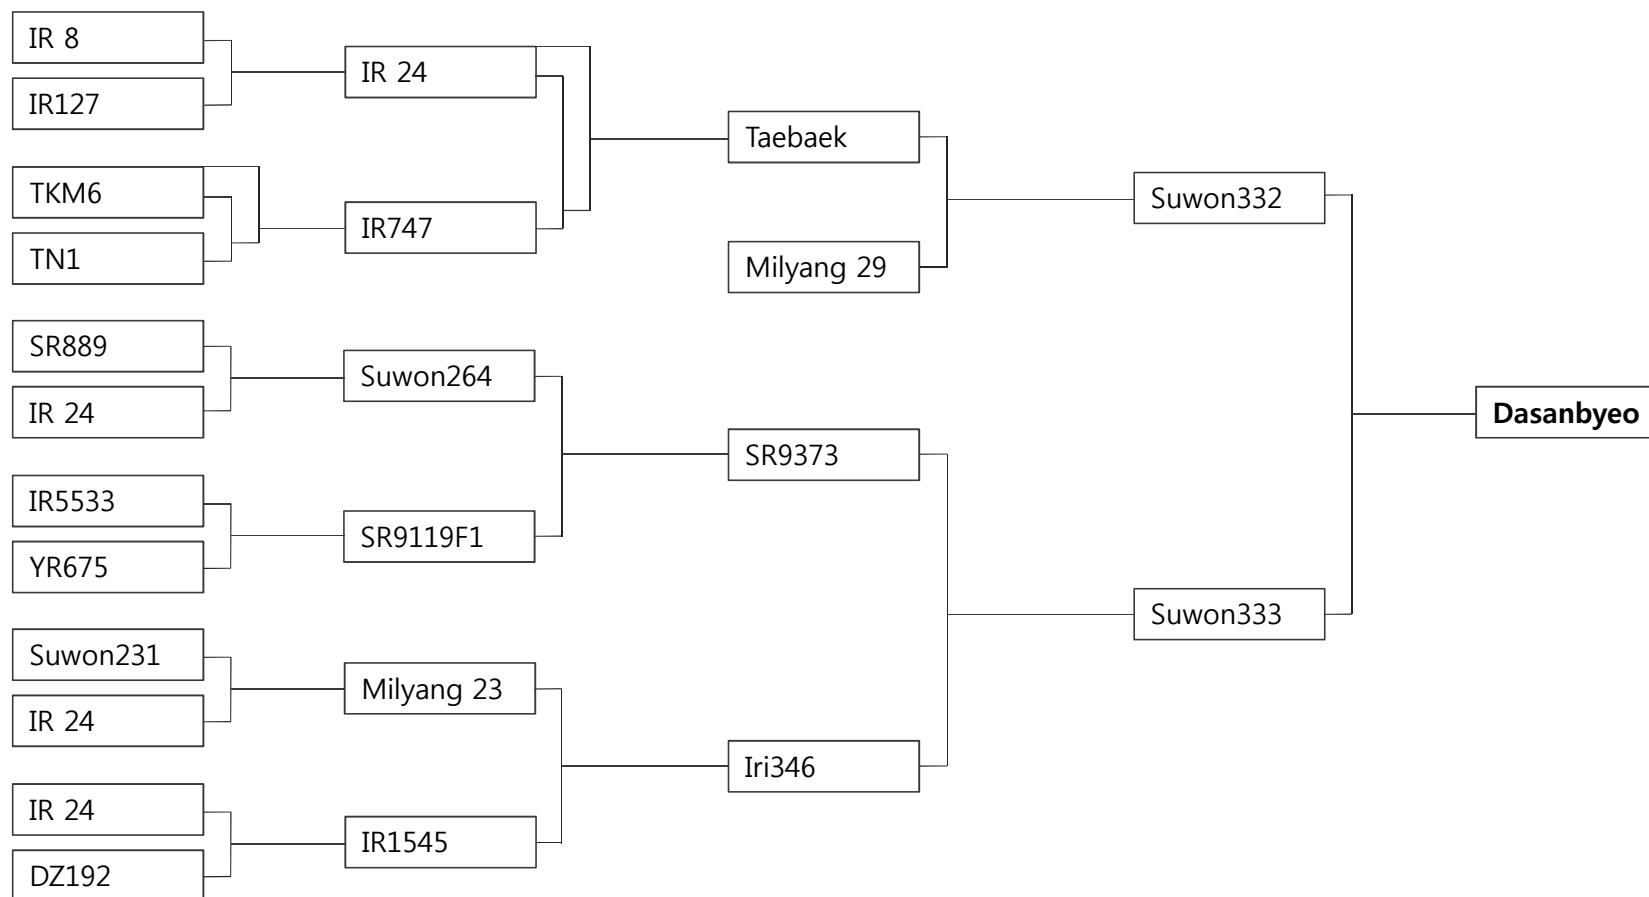 IR 8
IR127
TKM6
TN1
SR889
IR 24
IR5533
YR675
Suwon231
IR 24
IR 24
DZ192
IR 24
IR747
Suwon264
SR9119F1
Milyang 23
IR1545
Taebaek
Milyang 29
SR9373
Iri346
Suwon332
Suwon333
Dasanbyeo